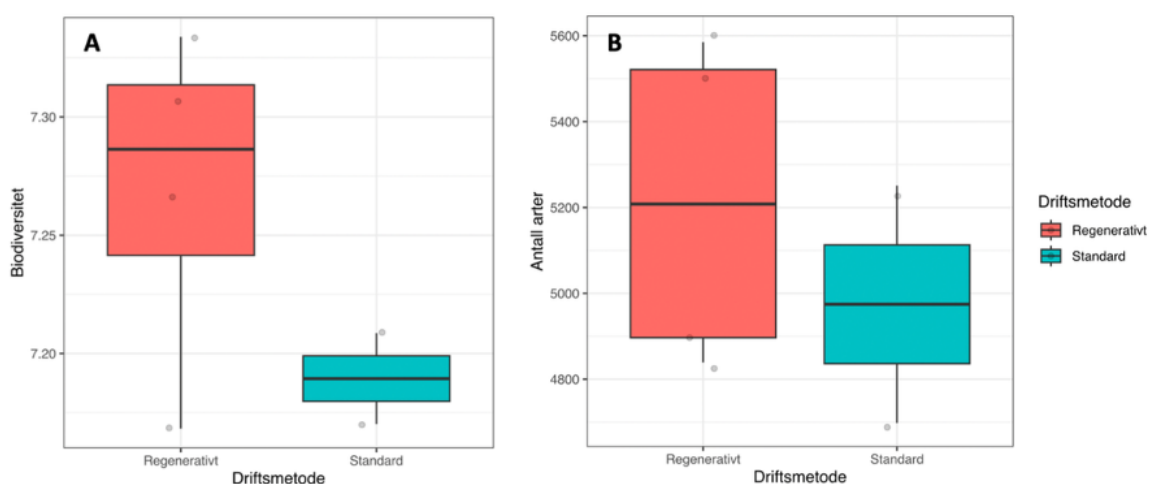 A
Biodiversitet
7.30
7.25
7.20
Regenerativt
Standard
Driftsmetode
B
Antall arter
5600
5400
5200
5000
4800
Regenerativt
Standard
Driftsmetode
Driftsmetode
Regenerativt
Standard